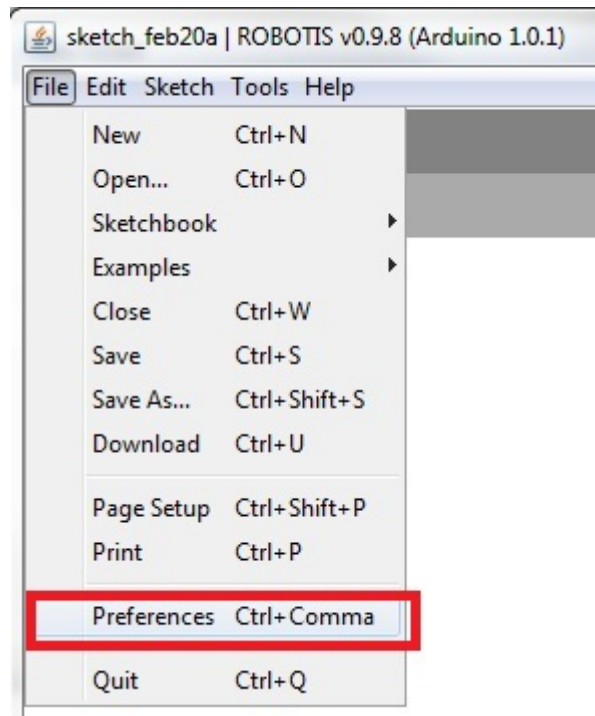 sketch_feb20a | ROBOTIS v0.9.8 (Arduino 1.0.1)
File Edit Sketch Tools Help
New Ctrl+N
Open... Ctrl+O
Sketchbook
Examples
Close Ctrl+W
Save Ctrl+S
Save As... Ctrl+Shift+S
Download Ctrl+U
Page Setup Ctrl+Shift+P
Print Ctrl+P
Preferences Ctrl+Comma
Quit Ctrl+Q